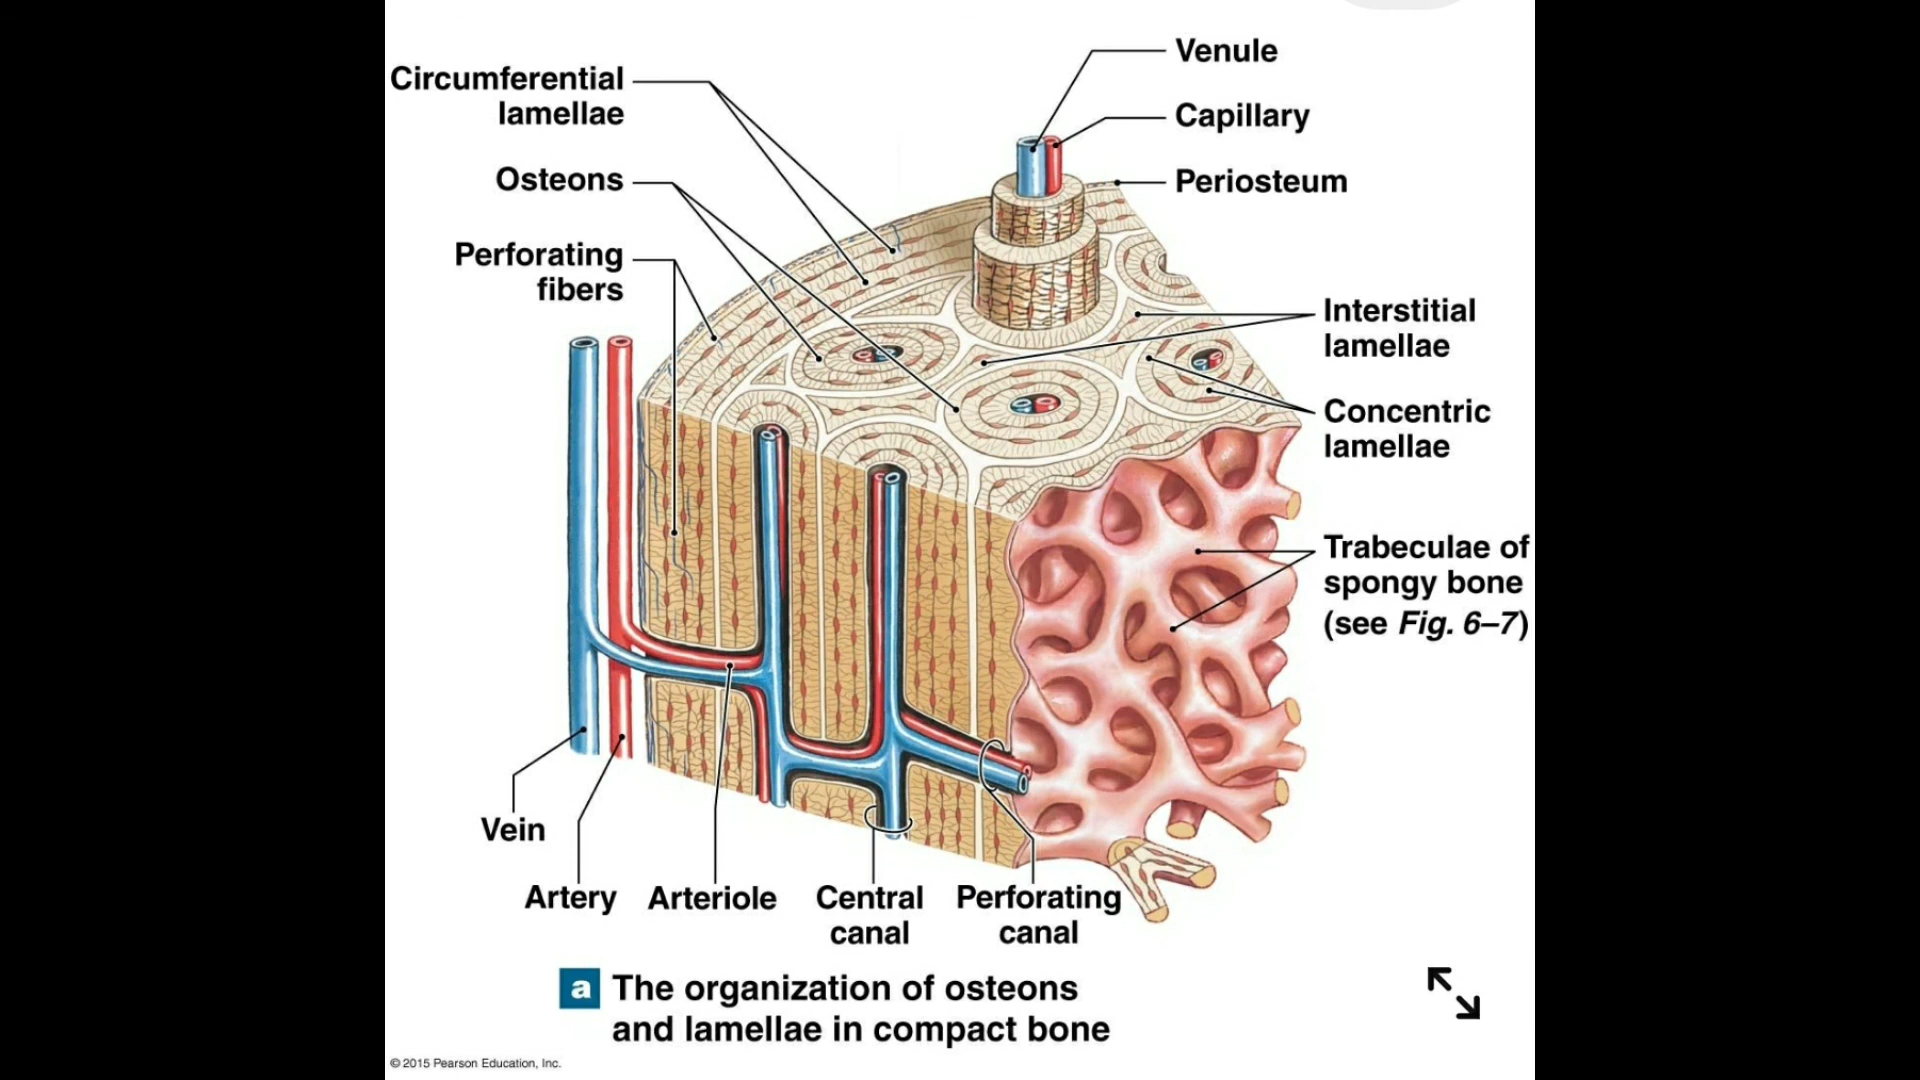 Circumferential
lamellae
Osteons
Perforating
fibers
Venule
Capillary
Periosteum
Interstitial
lamellae
Concentric
lamellae
Trabeculae of
spongy bone
(see Fig. 6–7)
Vein
Artery
Arteriole
Central
canal
Perforating
canal
a The organization of osteons
and lamellae in compact bone
© 2015 Pearson Education, Inc.